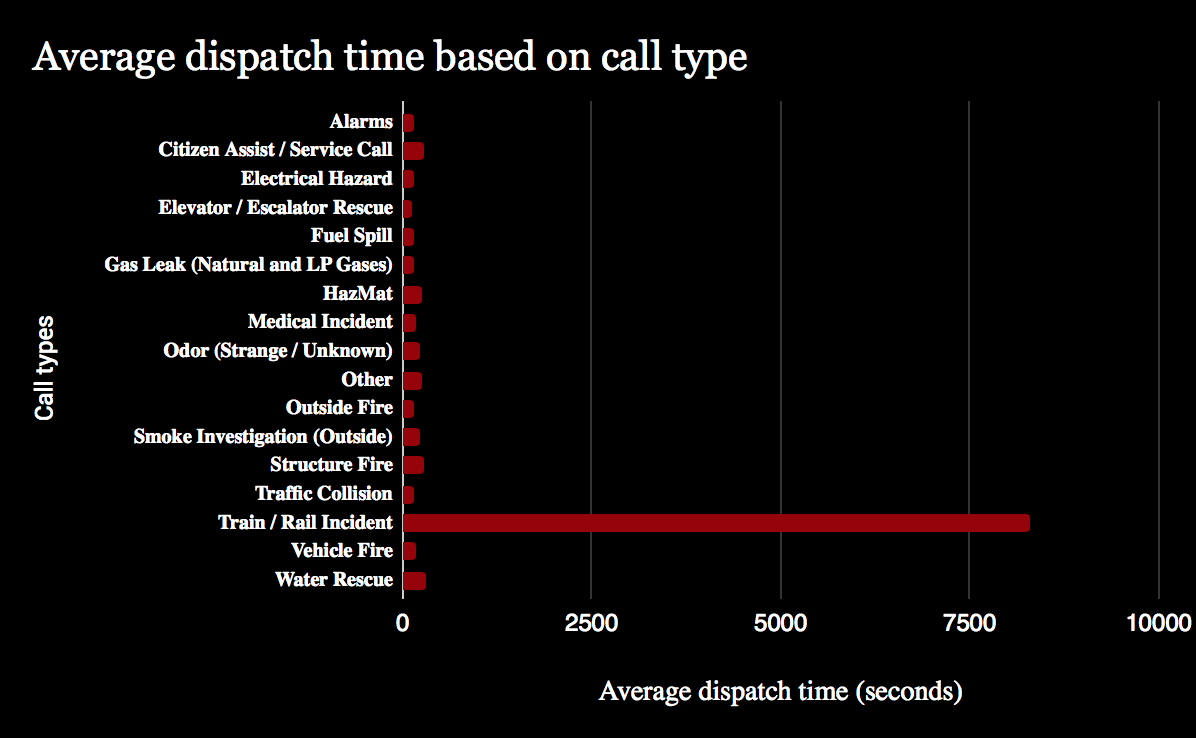 Average dispatch time based on call type
Alarms
Citizen Assist / Service Call
Electrical Hazard
Elevator / Escalator Rescue
Fuel Spill
Gas Leak (Natural and LP Gases)
HazMat
Medical Incident
Odor (Strange / Unknown)
Other
Outside Fire
Smoke Investigation (Outside)
Structure Fire
Traffic Collision
Train / Rail Incident
Vehicle Fire
Water Rescue
Call types
0 2500 5000 7500 10000
Average dispatch time (seconds)